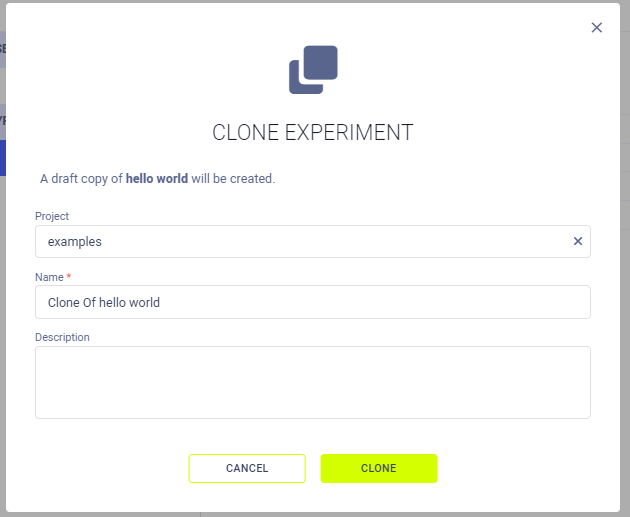 CLONE EXPERIMENT
A draft copy of hello world will be created.
Project
examples
Name *
Clone Of hello world
Description
CANCEL
CLONE